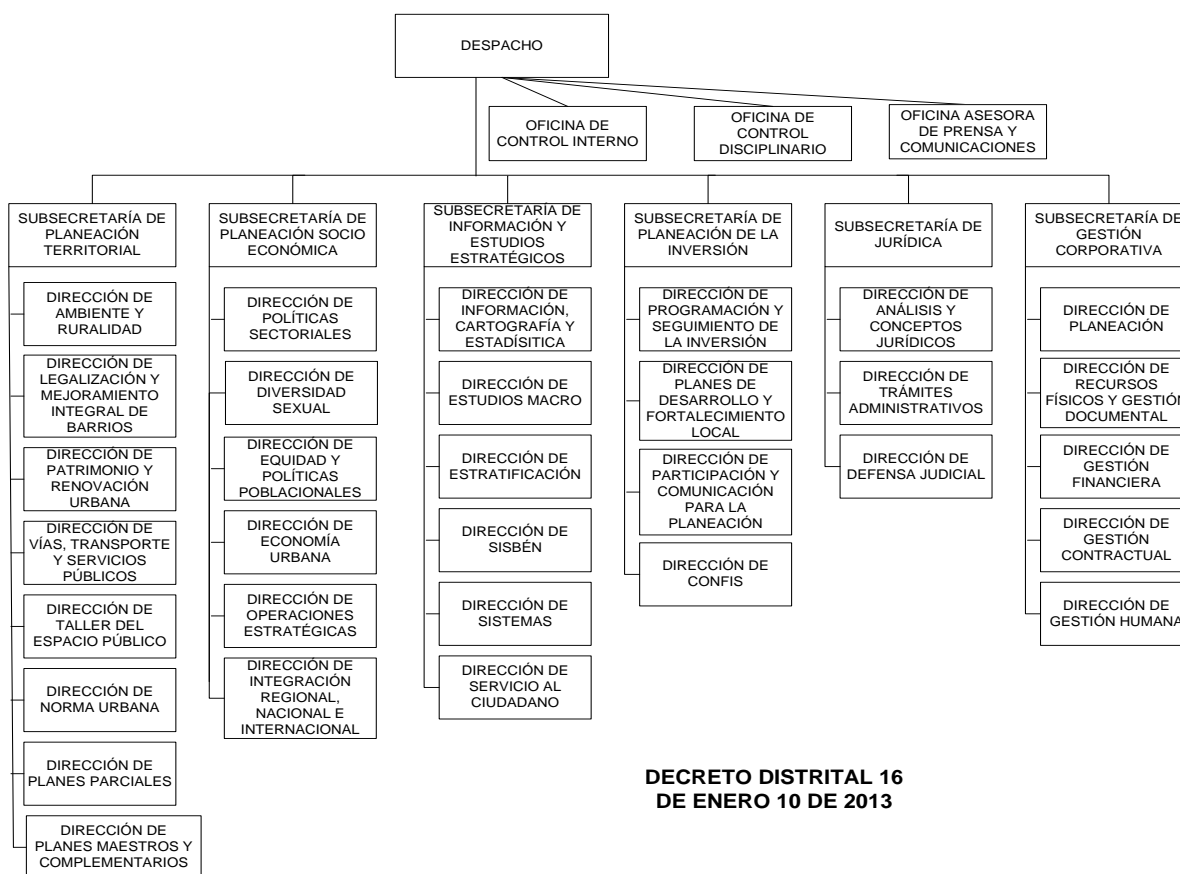 DESPACHO
OFICINA DE
CONTROL INTERNO
OFICINA DE
CONTROL
DISCIPLINARIO
OFICINA ASESORA
DE PRENSA Y
COMUNICACIONES
SUBSECRETARÍA DE
PLANEACIÓN
TERRITORIAL
DIRECCIÓN DE
AMBIENTE Y
RURALIDAD
DIRECCIÓN DE
LEGALIZACIÓN Y
MEJORAMIENTO
INTEGRAL DE
BARRIOS
DIRECCIÓN DE
PATRIMONIO Y
RENOVACIÓN
URBANA
DIRECCIÓN DE
VÍAS, TRANSPORTE
Y SERVICIOS
PÚBLICOS
DIRECCIÓN DE
TALLER DEL
ESPACIO PÚBLICO
DIRECCIÓN DE
NORMA URBANA
DIRECCIÓN DE
PLANES PARCIALES
DIRECCIÓN DE
PLANES MAESTROS Y
COMPLEMENTARIOS
SUBSECRETARÍA DE
PLANEACIÓN SOCIO
ECONÓMICA
DIRECCIÓN DE
POLÍTICAS
SECTORIALES
DIRECCIÓN DE
DIVERSIDAD
SEXUAL
DIRECCIÓN DE
EQUIDAD Y
POLÍTICAS
POBLACIONALES
DIRECCIÓN DE
ECONOMÍA
URBANA
DIRECCIÓN DE
OPERACIONES
ESTRATÉGICAS
DIRECCIÓN DE
INTEGRACIÓN
REGIONAL,
NACIONAL E
INTERNACIONAL
SUBSECRETARÍA DE
INFORMACIÓN Y
ESTUDIOS
ESTRATÉGICOS
DIRECCIÓN DE
INFORMACIÓN,
CARTOGRAFÍA Y
ESTADÍSITICA
DIRECCIÓN DE
ESTUDIOS MACRO
DIRECCIÓN DE
ESTRATIFICACIÓN
DIRECCIÓN DE
SISBÉN
DIRECCIÓN DE
SISTEMAS
DIRECCIÓN DE
SERVICIO AL
CIUDADANO
SUBSECRETARÍA DE
PLANEACIÓN DE LA
INVERSIÓN
DIRECCIÓN DE
PROGRAMACIÓN Y
SEGUIMIENTO DE
LA INVERSIÓN
DIRECCIÓN DE
PLANES DE
DESARROLLO Y
FORTALECIMIENTO
LOCAL
DIRECCIÓN DE
PARTICIPACIÓN Y
COMUNICACIÓN
PARA LA
PLANEACIÓN
DIRECCIÓN DE
CONFIS
SUBSECRETARÍA DE
JURÍDICA
DIRECCIÓN DE
ANÁLISIS Y
CONCEPTOS
JURÍDICOS
DIRECCIÓN DE
TRÁMITES
ADMINISTRATIVOS
DIRECCIÓN DE
DEFENSA JUDICIAL
SUBSECRETARÍA DE
GESTIÓN
CORPORATIVA
DIRECCIÓN DE
PLANEACIÓN
DIRECCIÓN DE
RECURSOS
FÍSICOS Y GESTIÓN
DOCUMENTAL
DIRECCIÓN DE
GESTIÓN
FINANCIERA
DIRECCIÓN DE
GESTIÓN
CONTRACTUAL
DIRECCIÓN DE
GESTIÓN HUMANA
DECRETO DISTRITAL 16
DE ENERO 10 DE 2013